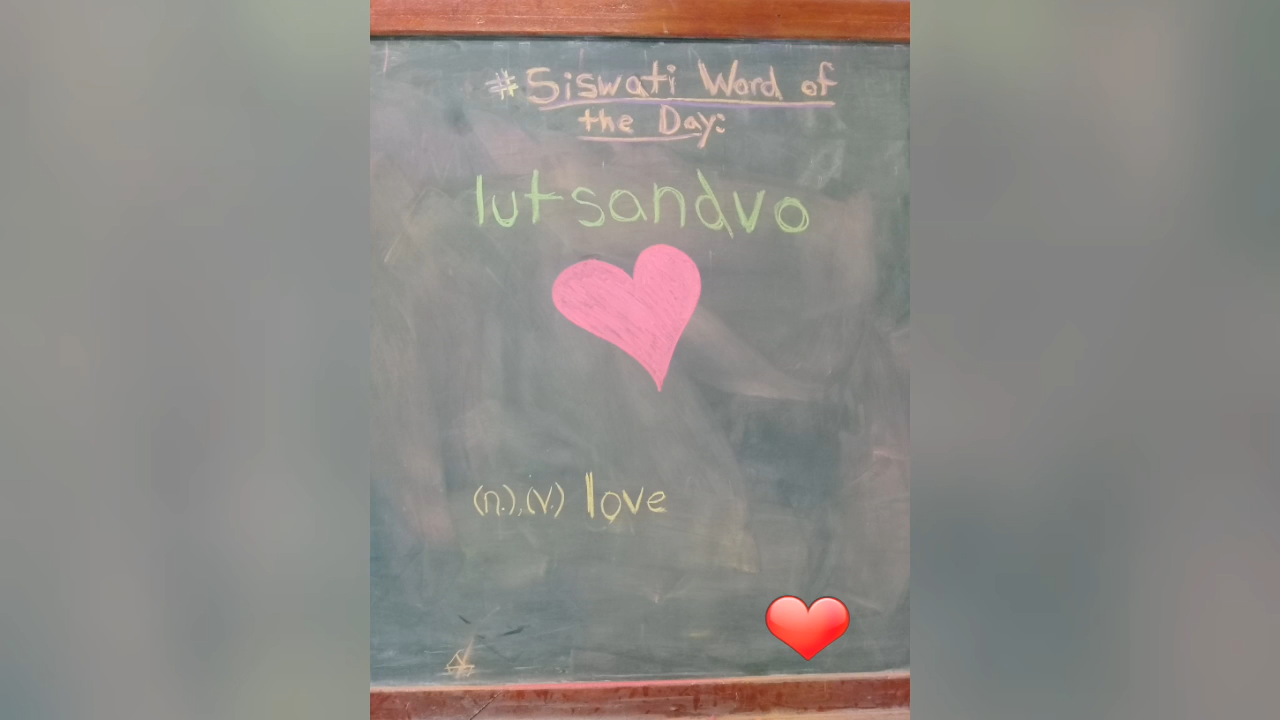 #Siswati Word of
the Day:
lutsandvo
(n.),(v.) love